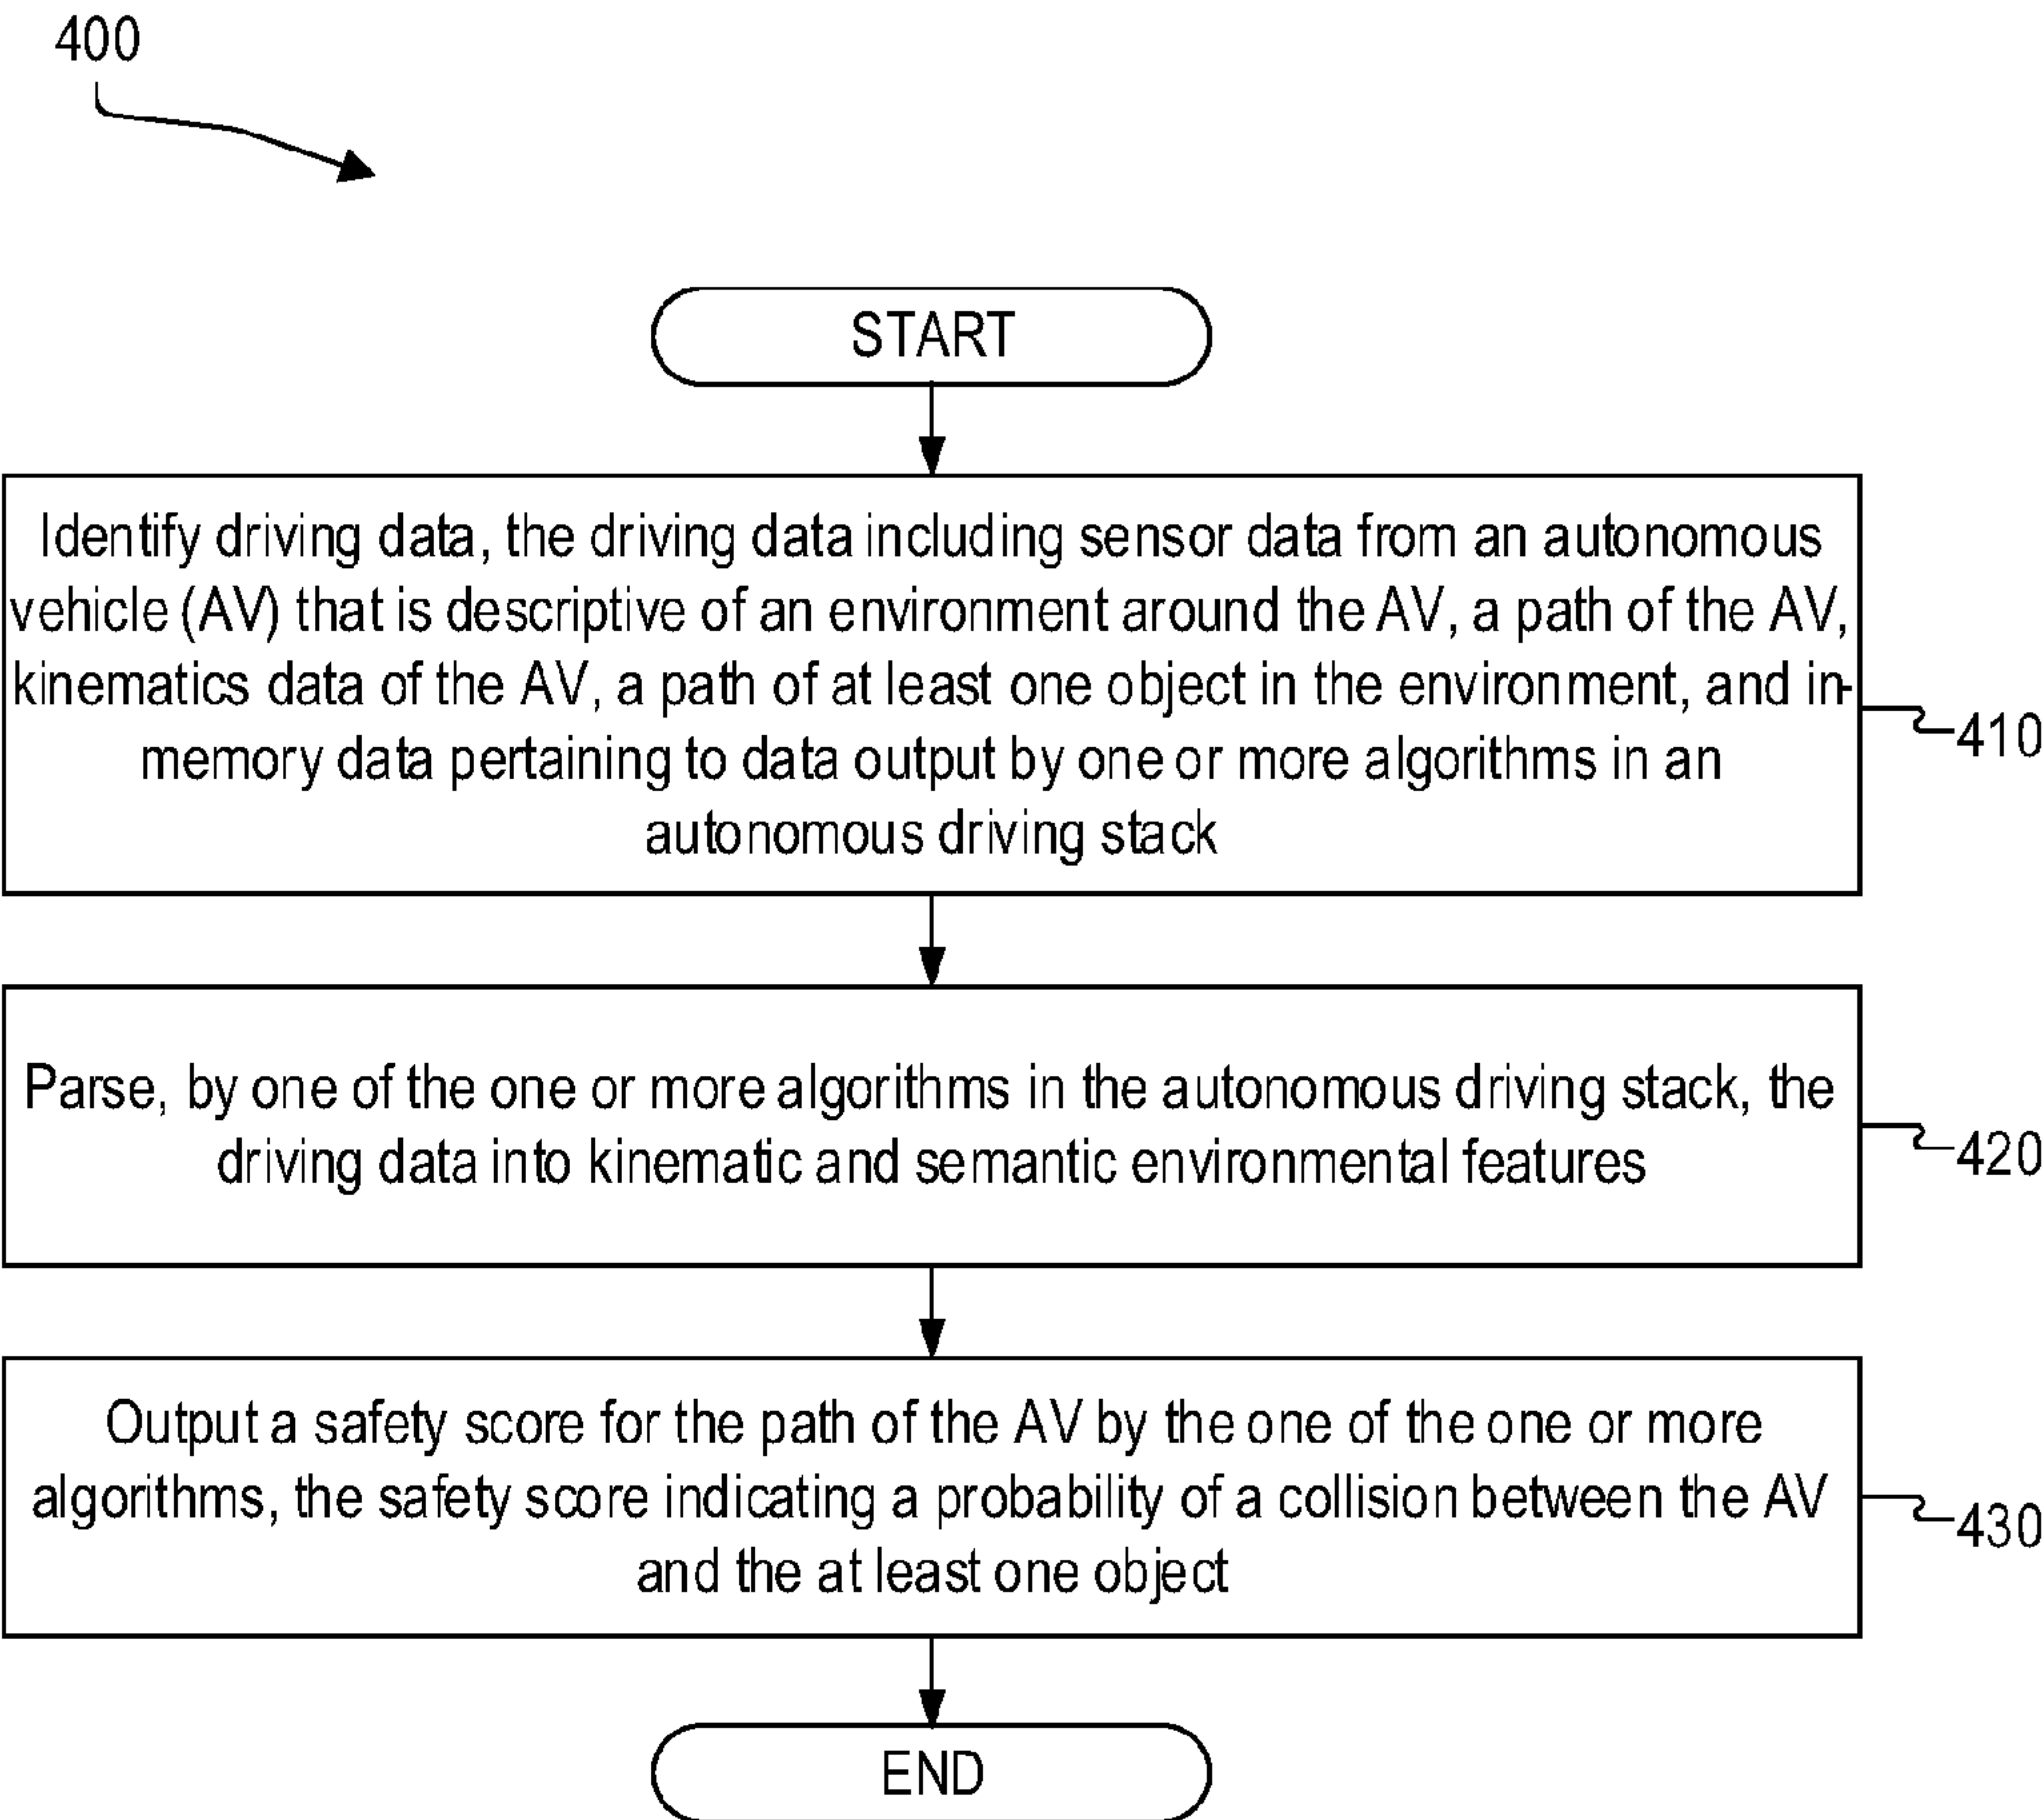 400
START
Identify driving data, the driving data including sensor data from an autonomous
vehicle (AV) that is descriptive of an environment around the AV, a path of the AV,
kinematics data of the AV, a path of at least one object in the environment, and in-
memory data pertaining to data output by one or more algorithms in an
autonomous driving stack
410
Parse, by one of the one or more algorithms in the autonomous driving stack, the
driving data into kinematic and semantic environmental features
420
Output a safety score for the path of the AV by the one of the one or more
algorithms, the safety score indicating a probability of a collision between the AV
and the at least one object
430
END